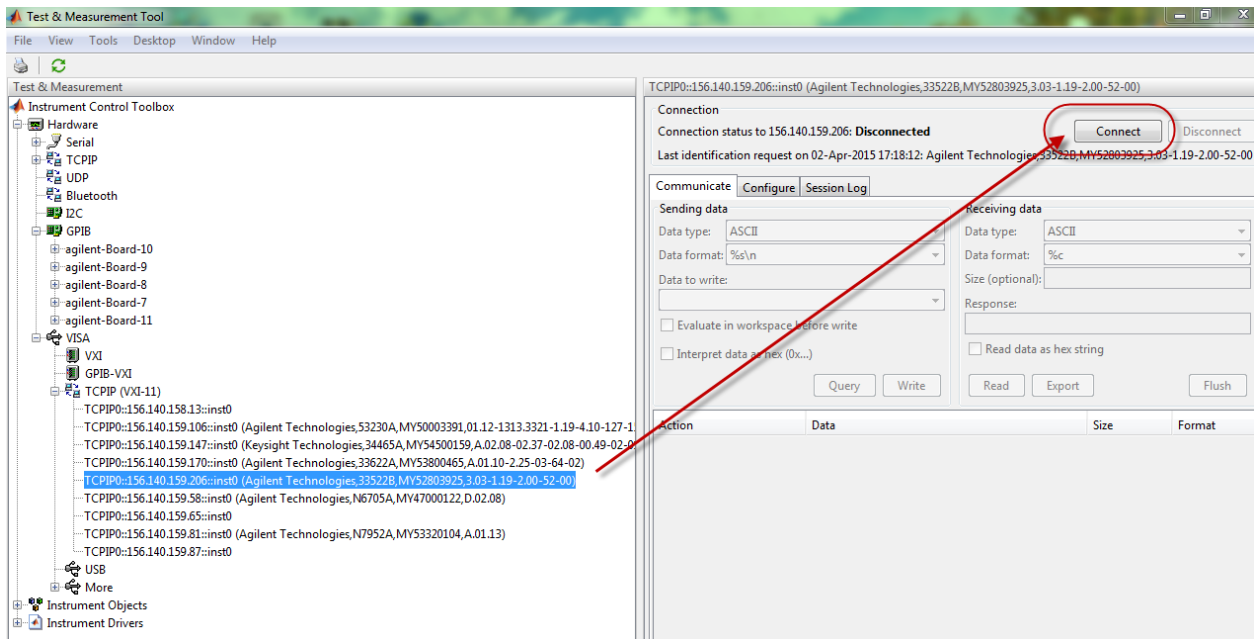 Test & Measurement Tool
File View Tools Desktop Window Help
Test & Measurement
Instrument Control Toolbox
Hardware
Serial
TCPIP
UDP
Bluetooth
I2C
GPIB
agilent-Board-10
agilent-Board-9
agilent-Board-8
agilent-Board-7
agilent-Board-11
VISA
VXI
GPIB-VXI
TCPIP (VXI-11)
TCPIP0::156.140.158.13::inst0
TCPIP0::156.140.159.106::inst0 (Agilent Technologies,53230A,MY50003391,01.12-1313.3321-1.19-4.10-127-1
TCPIP0::156.140.159.147::inst0 (Keysight Technologies,34465A,MY54500159,A.02.08-02.37-02.08-00.49-02-0
TCPIP0::156.140.159.170::inst0 (Agilent Technologies,33622A,MY53800465,A.01.10-2.25-03-64-02)
TCPIP0::156.140.159.206::inst0 (Agilent Technologies,33522B,MY52803925,3.03-1.19-2.00-52-00)
TCPIP0::156.140.159.58::inst0 (Agilent Technologies,N6705A,MY47000122,D.02.08)
TCPIP0::156.140.159.65::inst0
TCPIP0::156.140.159.81::inst0 (Agilent Technologies,N7952A,MY53320104,A.01.13)
TCPIP0::156.140.159.87::inst0
USB
More
Instrument Objects
Instrument Drivers
TCPIP0::156.140.159.206::inst0 (Agilent Technologies,33522B,MY52803925,3.03-1.19-2.00-52-00)
Connection
Connection status to 156.140.159.206: Disconnected Connect Disconnect
Last identification request on 02-Apr-2015 17:18:12: Agilent Technologies,33522B,MY52803925,3.03-1.19-2.00-52-00
Communicate Configure Session Log
Sending data
Data type: ASCII
Data format: %s\n
Data to write:
Evaluate in workspace before write
Interpret data as hex (0x...)
Query Write
Receiving data
Data type: ASCII
Data format: %c
Size (optional):
Response:
Read data as hex string
Read Export Flush
Action Data Size Format